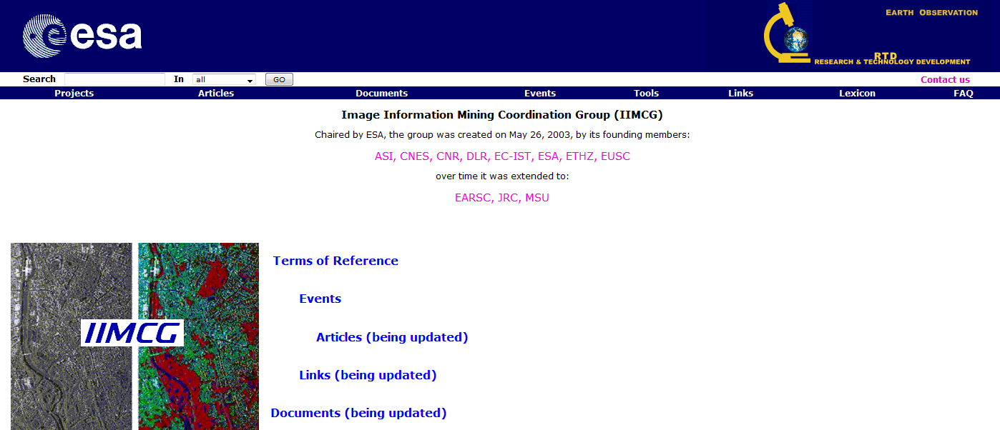 esa
EARTH OBSERVATION
RTD
RESEARCH & TECHNOLOGY DEVELOPMENT
Search In all GO Contact us
Projects Articles Documents Events Tools Links Lexicon FAQ
Image Information Mining Coordination Group (IIMCG)
Chaired by ESA, the group was created on May 26, 2003, by its founding members:
ASI, CNES, CNR, DLR, EC-IST, ESA, ETHZ, EUSC
over time it was extended to:
EARSC, JRC, MSU
IIMCG
Terms of Reference
Events
Articles (being updated)
Links (being updated)
Documents (being updated)